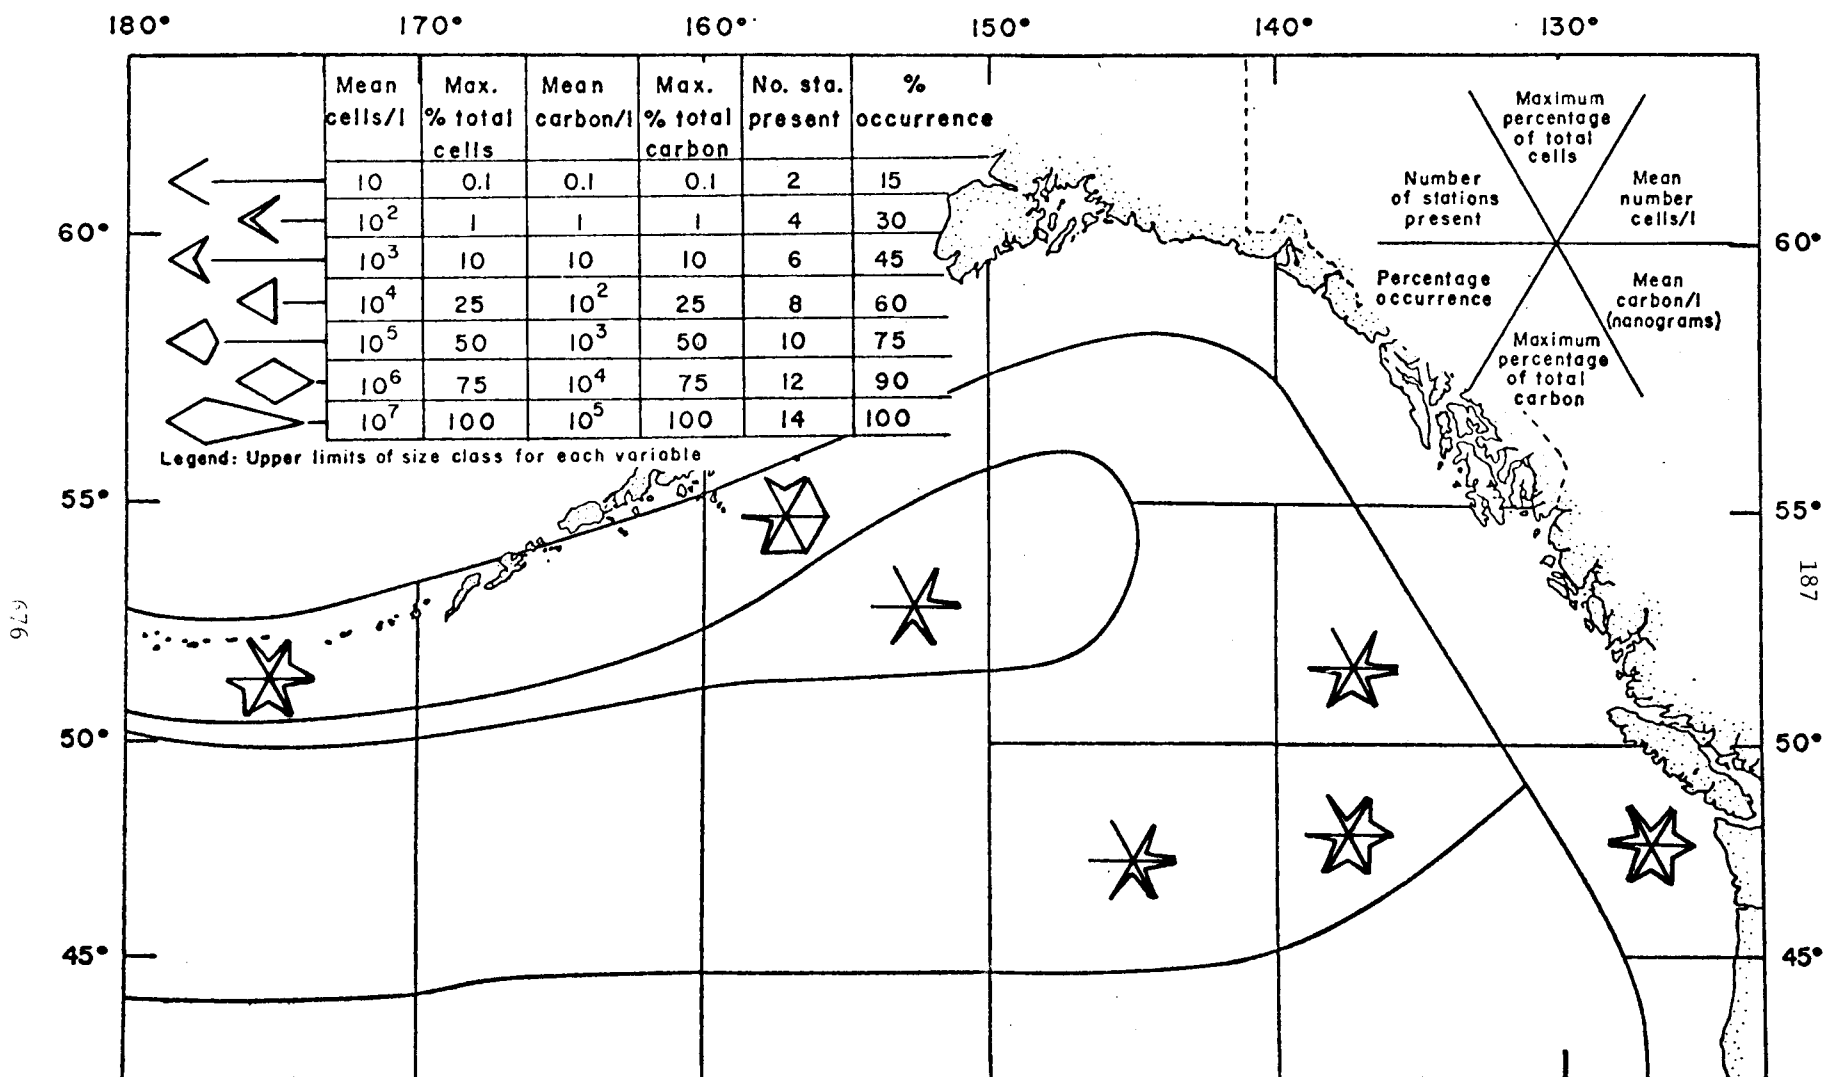 180° 170° 160° 150° 140° 130°
Mean cells/l Max. % total cells Mean carbon/l Max. % total carbon No. sta. present % occurrence
10 0.1 0.1 0.1 2 15
10² 1 1 1 4 30
10³ 10 10 10 6 45
10⁴ 25 10² 25 8 60
10⁵ 50 10³ 50 10 75
10⁶ 75 10⁴ 75 12 90
10⁷ 100 10⁵ 100 14 100
Legend: Upper limits of size class for each variable
Maximum
percentage
of total
cells
Number
of stations
present
Mean
number
cells/l
Percentage
occurrence
Mean
carbon/l
(nanograms)
Maximum
percentage
of total
carbon
60° 60°
55° 55°
50° 50°
45° 45°
679
187